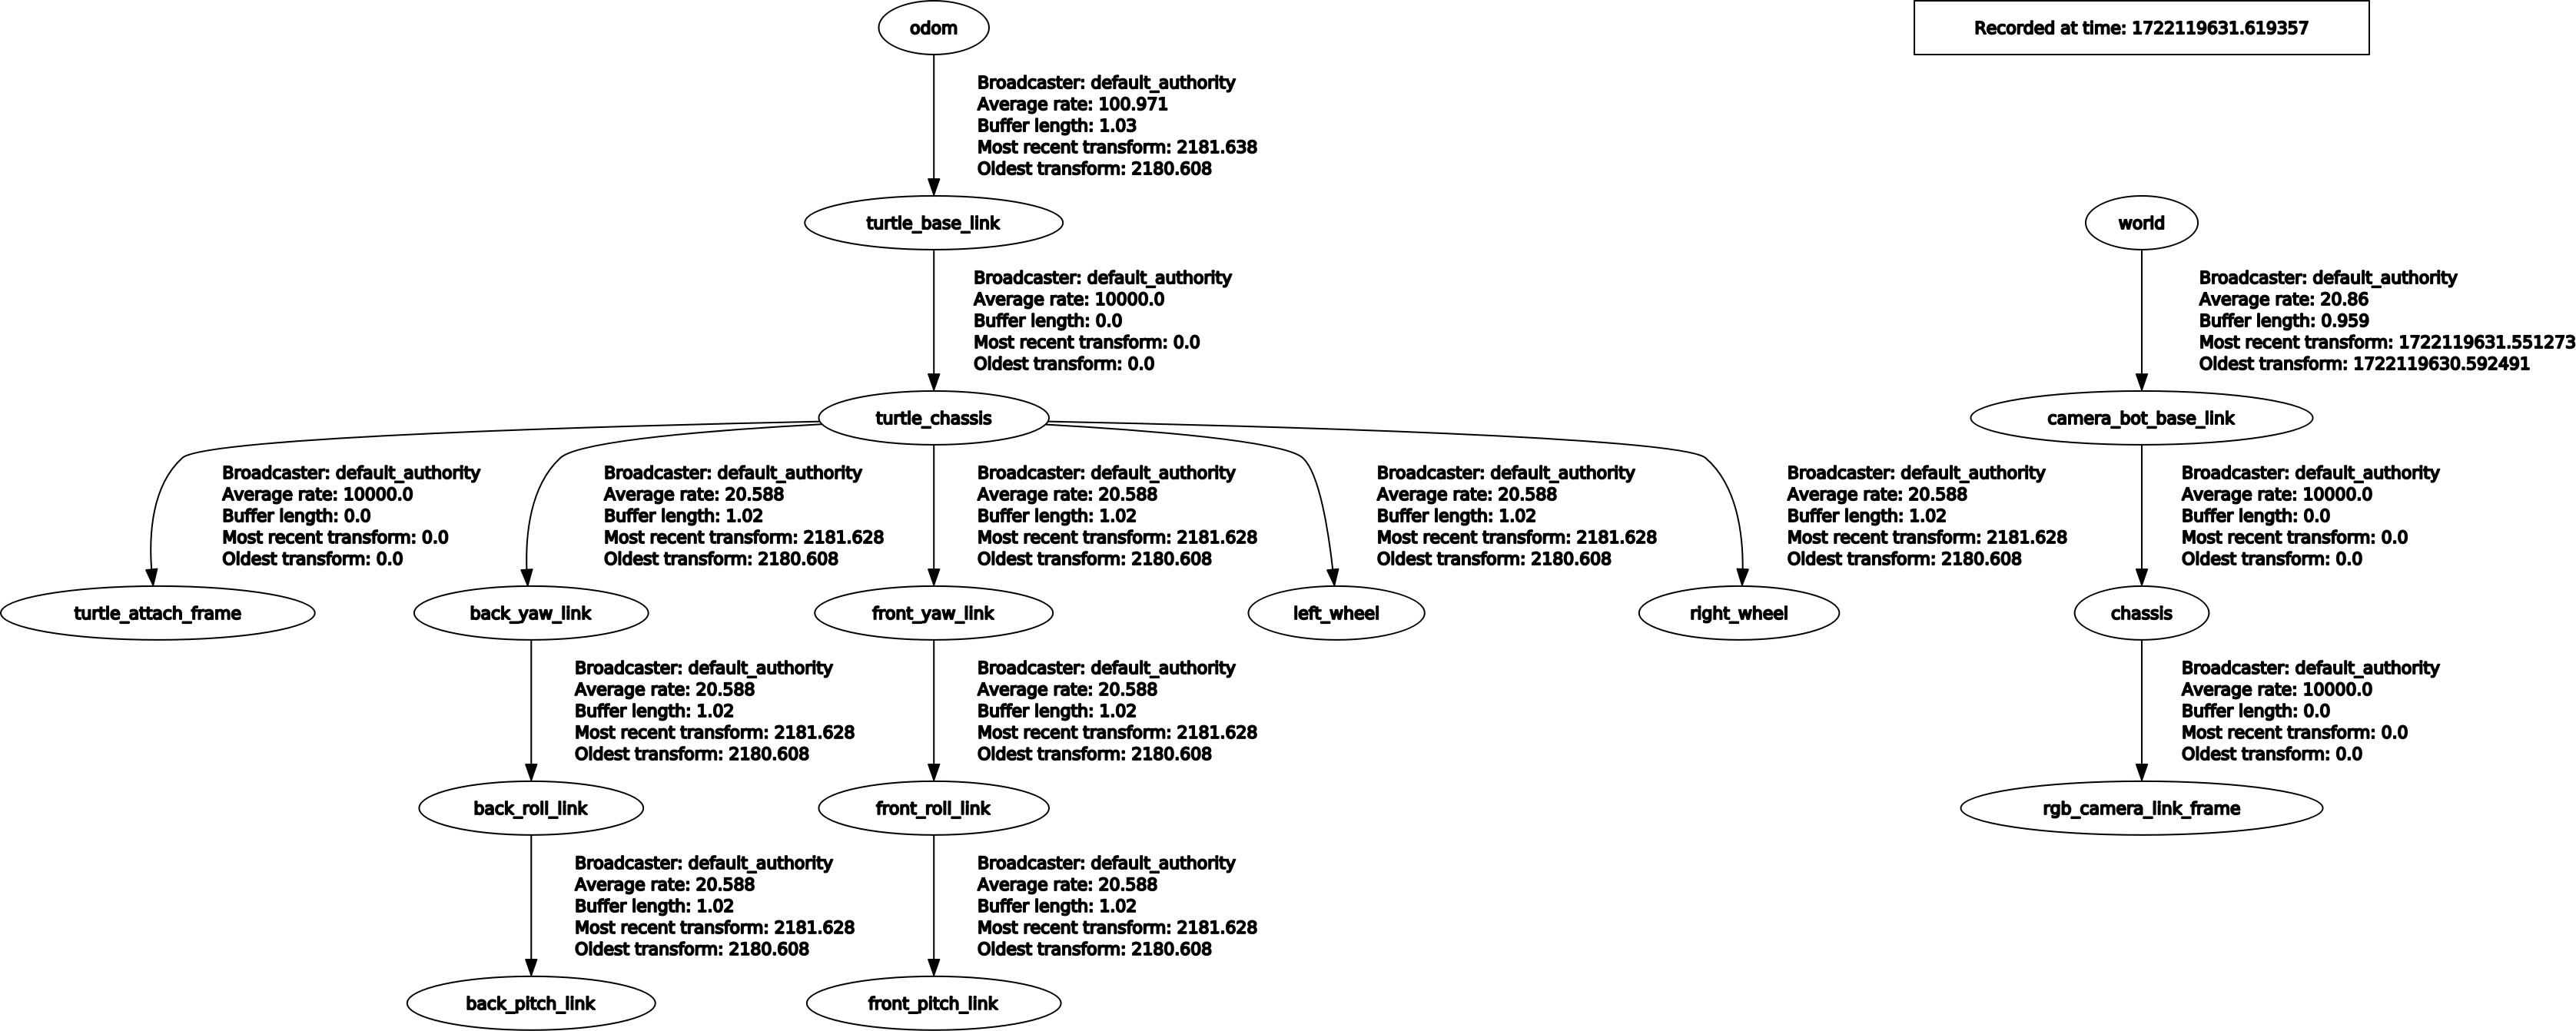 odom
Recorded at time: 1722119631.619357
Broadcaster: default_authority
Average rate: 100.971
Buffer length: 1.03
Most recent transform: 2181.638
Oldest transform: 2180.608
turtle_base_link
world
Broadcaster: default_authority
Average rate: 10000.0
Buffer length: 0.0
Most recent transform: 0.0
Oldest transform: 0.0
Broadcaster: default_authority
Average rate: 20.86
Buffer length: 0.959
Most recent transform: 1722119631.551273
Oldest transform: 1722119630.592491
turtle_chassis
camera_bot_base_link
Broadcaster: default_authority
Average rate: 10000.0
Buffer length: 0.0
Most recent transform: 0.0
Oldest transform: 0.0
Broadcaster: default_authority
Average rate: 20.588
Buffer length: 1.02
Most recent transform: 2181.628
Oldest transform: 2180.608
Broadcaster: default_authority
Average rate: 20.588
Buffer length: 1.02
Most recent transform: 2181.628
Oldest transform: 2180.608
Broadcaster: default_authority
Average rate: 20.588
Buffer length: 1.02
Most recent transform: 2181.628
Oldest transform: 2180.608
Broadcaster: default_authority
Average rate: 20.588
Buffer length: 1.02
Most recent transform: 2181.628
Oldest transform: 2180.608
Broadcaster: default_authority
Average rate: 10000.0
Buffer length: 0.0
Most recent transform: 0.0
Oldest transform: 0.0
turtle_attach_frame
back_yaw_link
front_yaw_link
left_wheel
right_wheel
chassis
Broadcaster: default_authority
Average rate: 20.588
Buffer length: 1.02
Most recent transform: 2181.628
Oldest transform: 2180.608
Broadcaster: default_authority
Average rate: 20.588
Buffer length: 1.02
Most recent transform: 2181.628
Oldest transform: 2180.608
Broadcaster: default_authority
Average rate: 10000.0
Buffer length: 0.0
Most recent transform: 0.0
Oldest transform: 0.0
back_roll_link
front_roll_link
rgb_camera_link_frame
Broadcaster: default_authority
Average rate: 20.588
Buffer length: 1.02
Most recent transform: 2181.628
Oldest transform: 2180.608
Broadcaster: default_authority
Average rate: 20.588
Buffer length: 1.02
Most recent transform: 2181.628
Oldest transform: 2180.608
back_pitch_link
front_pitch_link